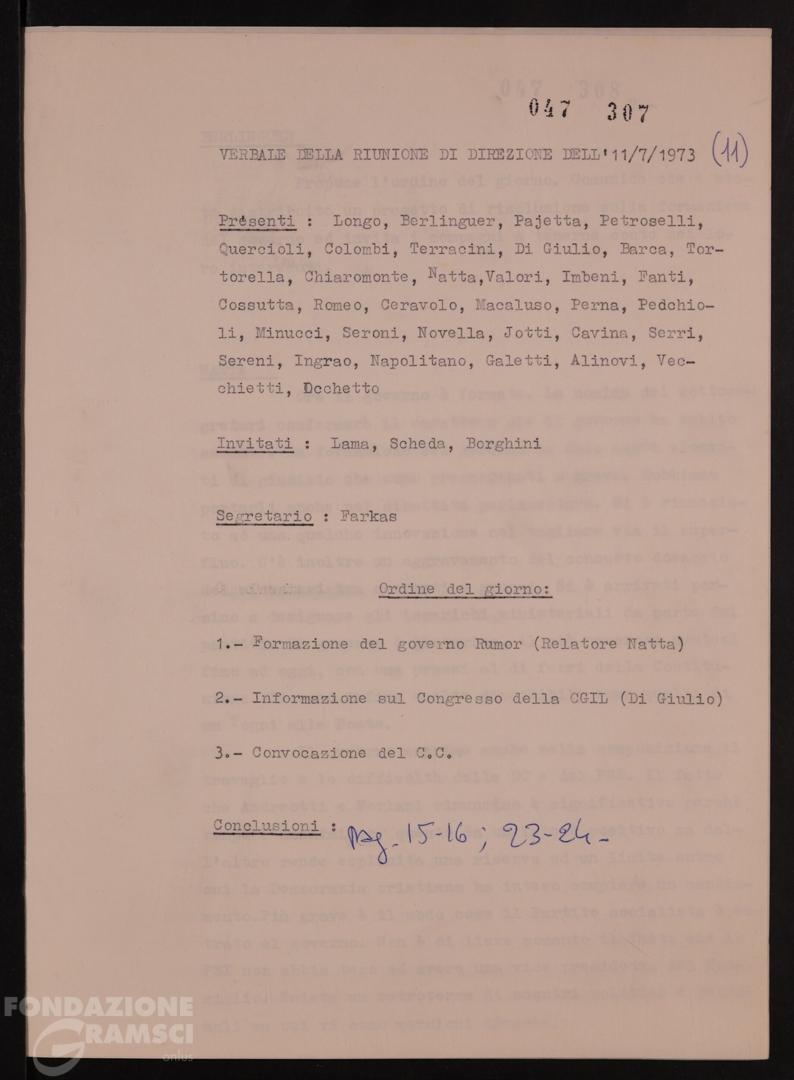 047 307
VERBALE DELLA RIUNIONE DI DIREZIONE DELL'11/7/1973 (11)
Presenti : Longo, Berlinguer, Pajetta, Petroselli,
Quercioli, Colombi, Terracini, Di Giulio, Barca, Tor-
torella, Chiaromonte, Natta,Valori, Imbeni, Fanti,
Cossutta, Romeo, Ceravolo, Macaluso, Perna, Pedchio-
li, Minucci, Seroni, Novella, Jotti, Cavina, Serri,
Sereni, Ingrao, Napolitano, Galetti, Alinovi, Vec-
chietti, Occhetto
Invitati : Lama, Scheda, Borghini
Segretario : Farkas
Ordine del giorno:
1.- Formazione del governo Rumor (Relatore Natta)
2.- Informazione sul Congresso della CGIL (Di Giulio)
3.- Convocazione del C.C.
Conclusioni : pag. 15-16 ; 23-24 -
FONDAZIONE
GRAMSCI
onlus